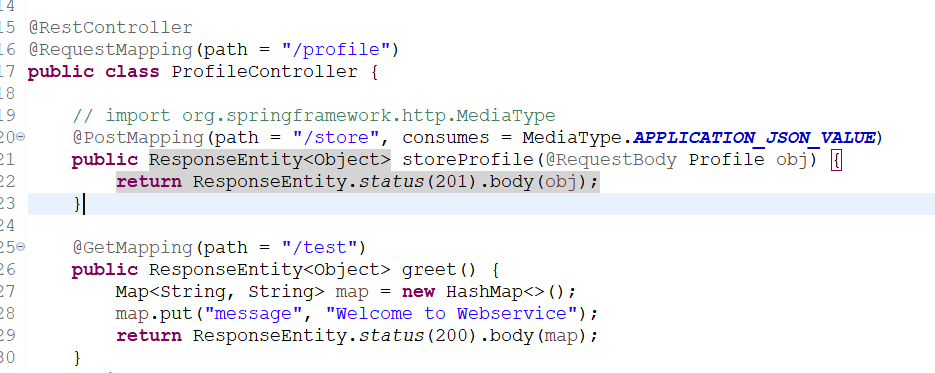 14
15 @RestController
16 @RequestMapping(path = "/profile")
17 public class ProfileController {
18
19     // import org.springframework.http.MediaType
20     @PostMapping(path = "/store", consumes = MediaType.APPLICATION_JSON_VALUE)
21     public ResponseEntity<Object> storeProfile(@RequestBody Profile obj) {
22         return ResponseEntity.status(201).body(obj);
23     }
24
25     @GetMapping(path = "/test")
26     public ResponseEntity<Object> greet() {
27         Map<String, String> map = new HashMap<>();
28         map.put("message", "Welcome to Webservice");
29         return ResponseEntity.status(200).body(map);
30     }